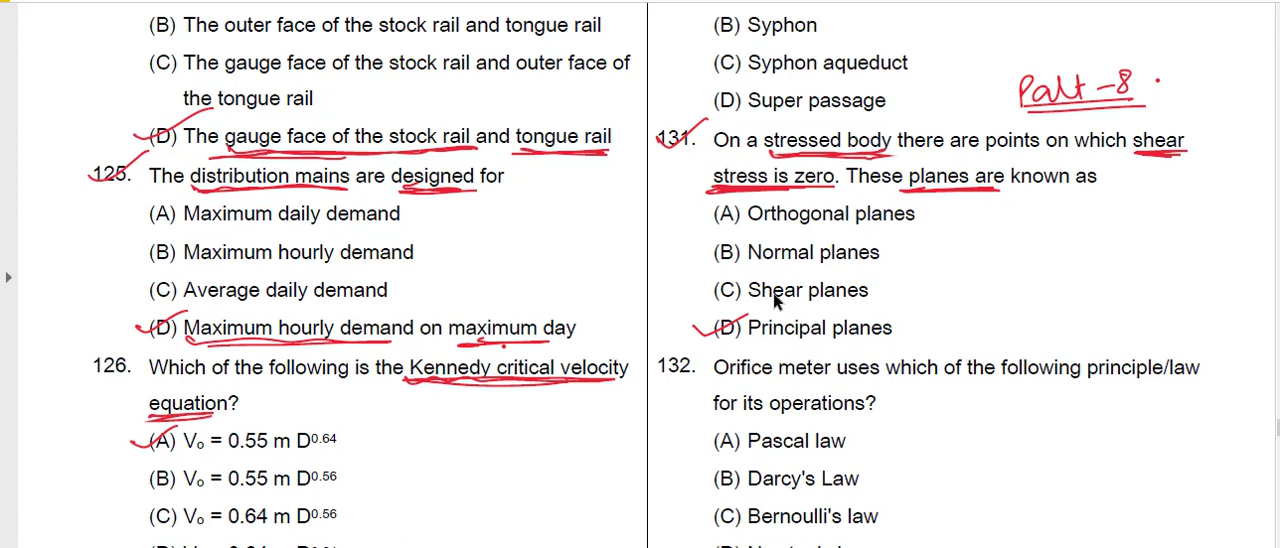 (B) The outer face of the stock rail and tongue rail
(C) The gauge face of the stock rail and outer face of
the tongue rail
(D) The gauge face of the stock rail and tongue rail
125. The distribution mains are designed for
(A) Maximum daily demand
(B) Maximum hourly demand
(C) Average daily demand
(D) Maximum hourly demand on maximum day
126. Which of the following is the Kennedy critical velocity
equation?
(A) Vₒ = 0.55 m D⁰·⁶⁴
(B) Vₒ = 0.55 m D⁰·⁵⁶
(C) Vₒ = 0.64 m D⁰·⁵⁶
(B) Syphon
(C) Syphon aqueduct
(D) Super passage
Part-8
131. On a stressed body there are points on which shear
stress is zero. These planes are known as
(A) Orthogonal planes
(B) Normal planes
(C) Shear planes
(D) Principal planes
132. Orifice meter uses which of the following principle/law
for its operations?
(A) Pascal law
(B) Darcy's Law
(C) Bernoulli's law